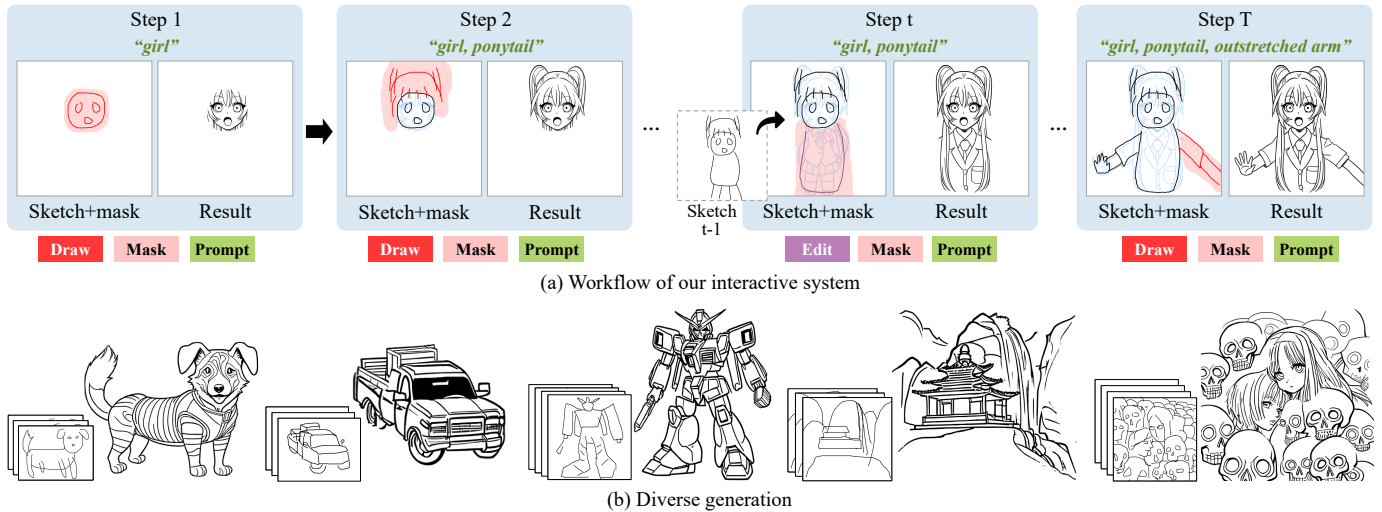 Step 1
"girl"
Sketch+mask
Result
Draw
Mask
Prompt
Step 2
"girl, ponytail"
Sketch+mask
Result
Draw
Mask
Prompt
...
Sketch
t-1
Step t
"girl, ponytail"
Sketch+mask
Result
Edit
Mask
Prompt
...
Step T
"girl, ponytail, outstretched arm"
Sketch+mask
Result
Draw
Mask
Prompt
(a) Workflow of our interactive system
(b) Diverse generation